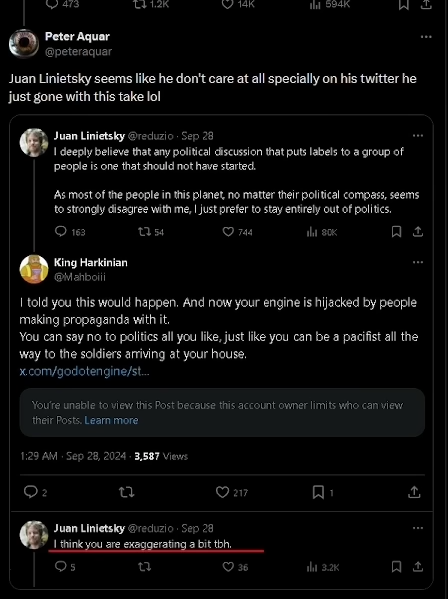 473 1.2K 14K 594K
Peter Aquar
@peteraquar
Juan Linietsky seems like he don't care at all specially on his twitter he
just gone with this take lol
Juan Linietsky @reduzio · Sep 28
I deeply believe that any political discussion that puts labels to a group of
people is one that should not have started.
As most of the people in this planet, no matter their political compass, seems
to strongly disagree with me, I just prefer to stay entirely out of politics.
163 54 744 80K
King Harkinian
@Mahboiii
I told you this would happen. And now your engine is hijacked by people
making propaganda with it.
You can say no to politics all you like, just like you can be a pacifist all the
way to the soldiers arriving at your house.
x.com/godotengine/st...
You're unable to view this Post because this account owner limits who can view
their Posts. Learn more
1:29 AM · Sep 28, 2024 · 3,587 Views
2 217 1
Juan Linietsky @reduzio · Sep 28
I think you are exaggerating a bit tbh.
5 36 3.2K